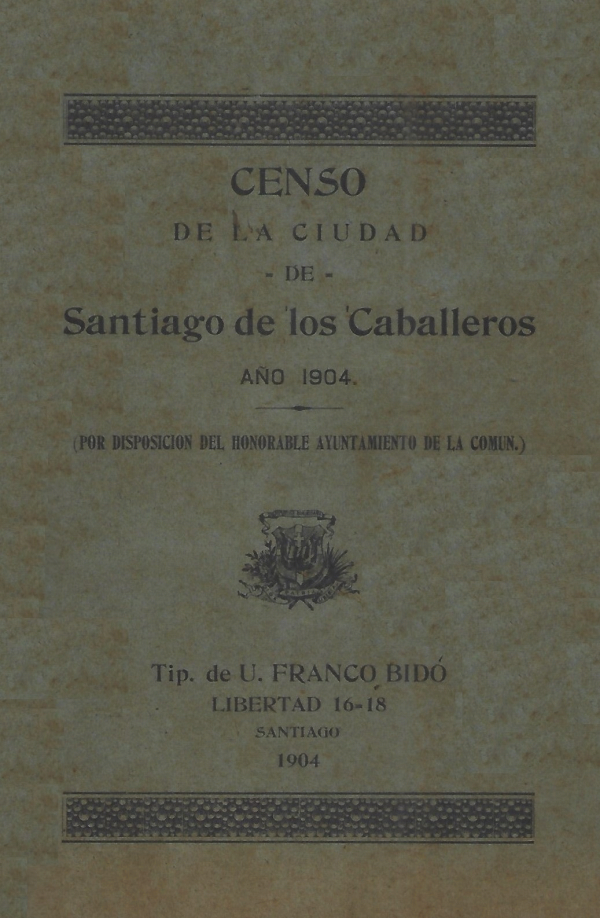 CENSO
DE LA CIUDAD
- DE -
Santiago de los Caballeros
AÑO 1904.
(POR DISPOSICION DEL HONORABLE AYUNTAMIENTO DE LA COMUN.)
Tip. de U. FRANCO BIDÓ
LIBERTAD 16-18
SANTIAGO
1904